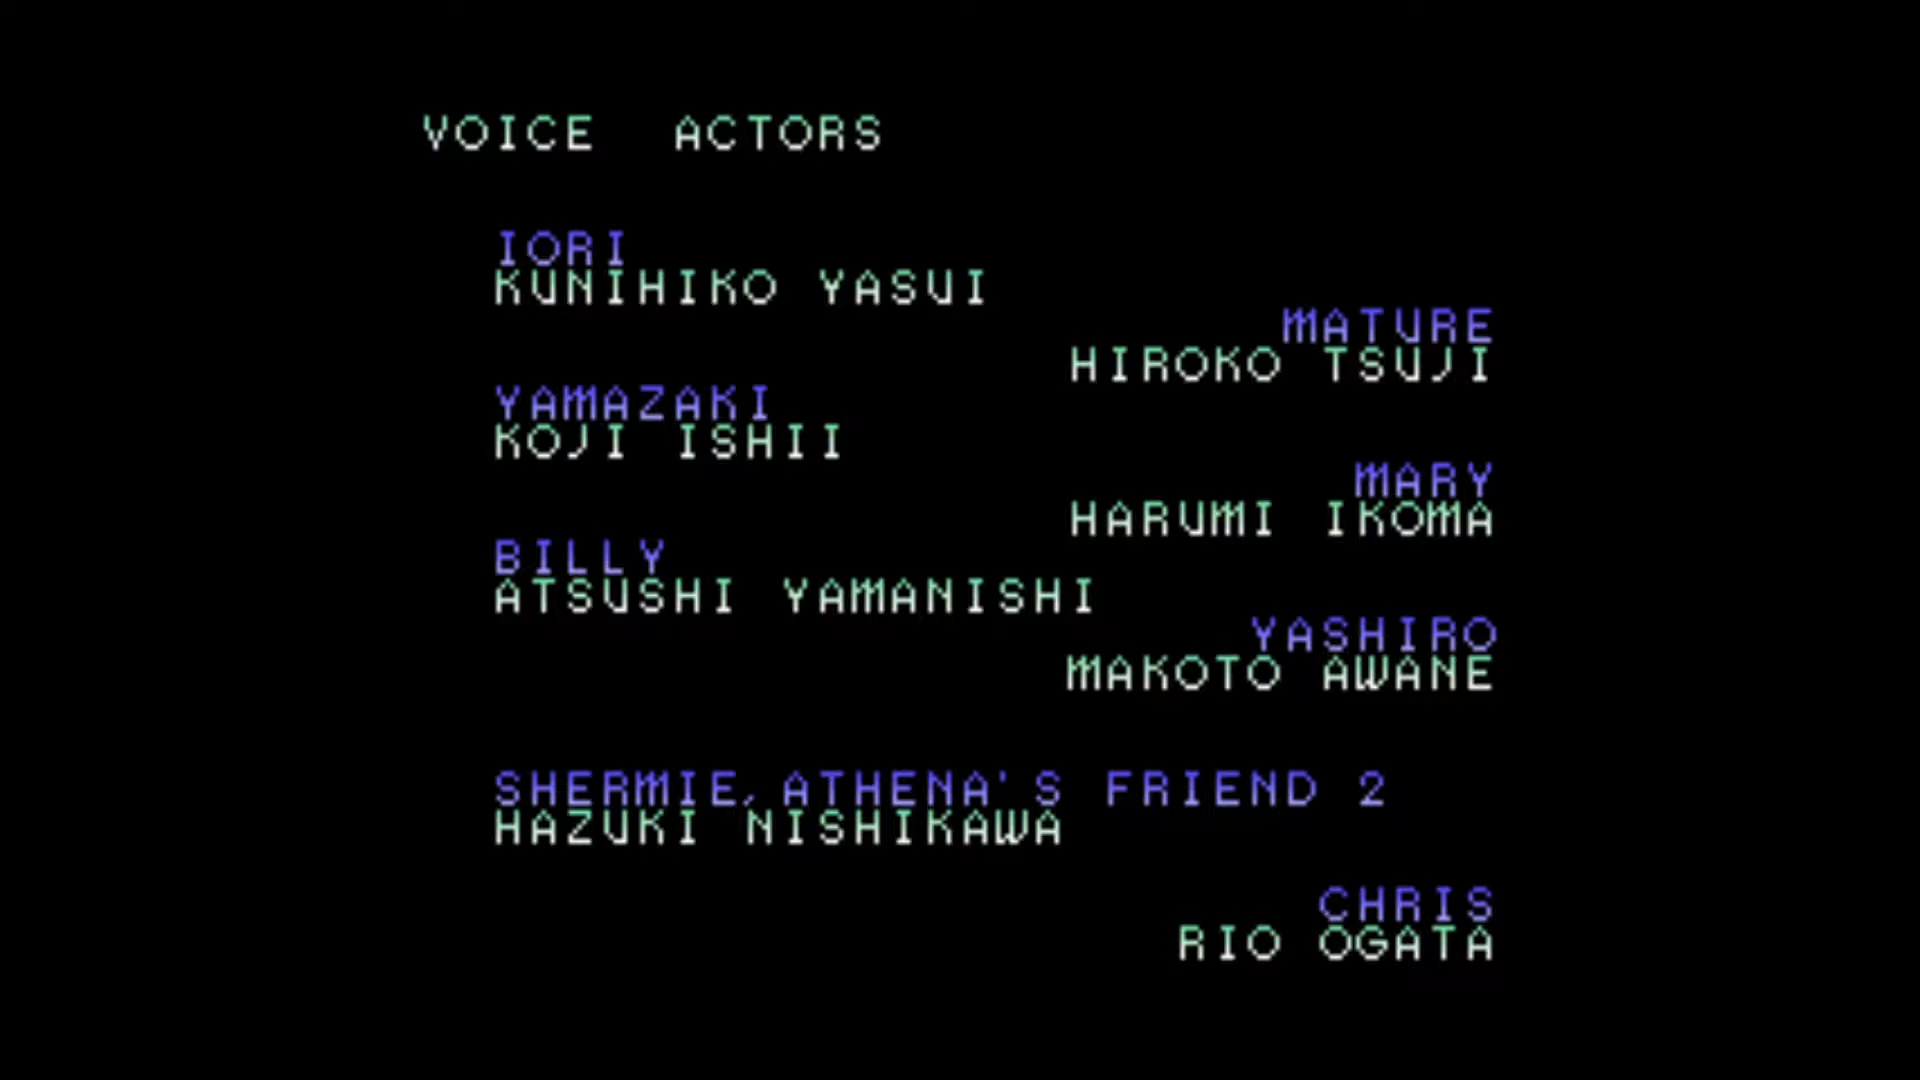 VOICE ACTORS
IORI
KUNIHIKO YASUI
MATURE
HIROKO TSUJI
YAMAZAKI
KOJI ISHII
MARY
HARUMI IKOMA
BILLY
ATSUSHI YAMANISHI
YASHIRO
MAKOTO AWANE
SHERMIE, ATHENA'S FRIEND 2
HAZUKI NISHIKAWA
CHRIS
RIO OGATA